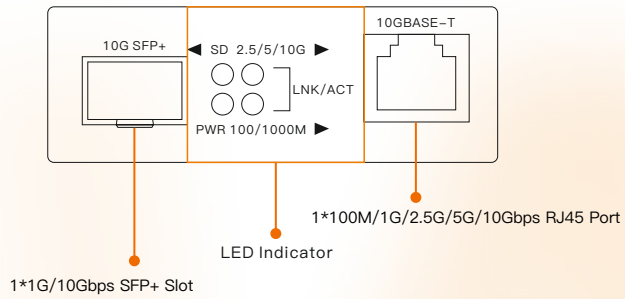 10GBASE-T
10G SFP+
◀ SD 2.5/5/10G ▶
LNK/ACT
PWR 100/1000M ▶
1*100M/1G/2.5G/5G/10Gbps RJ45 Port
LED Indicator
1*1G/10Gbps SFP+ Slot